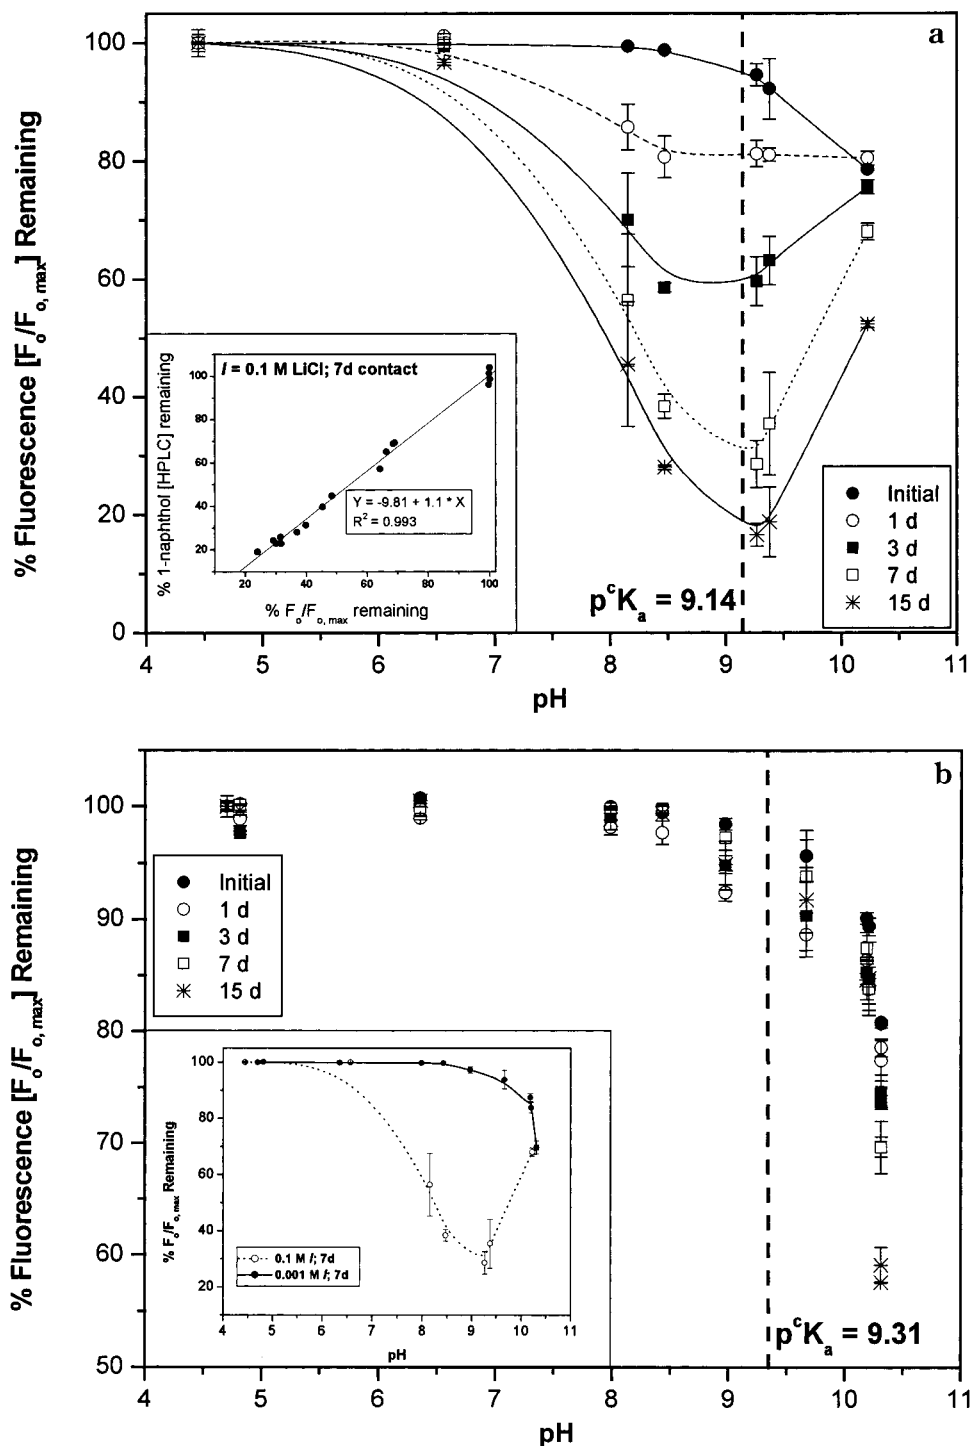 a
% Fluorescence [Fo/Fo, max] Remaining
100
80
60
40
20
0
I = 0.1 M LiCl; 7d contact
% 1-naphthol [HPLC] remaining
100
80
60
40
20
Y = -9.81 + 1.1 * X
R² = 0.993
20 40 60 80 100
% Fo/Fo, max remaining
pcKa = 9.14
Initial
1 d
3 d
7 d
15 d
4 5 6 7 8 9 10 11
pH
b
% Fluorescence [Fo/Fo, max] Remaining
100
90
80
70
60
50
Initial
1 d
3 d
7 d
15 d
% Fo/Fo, max Remaining
100
80
60
40
20
0.1 M I; 7d
0.001 M I; 7d
4 5 6 7 8 9 10 11
pH
pcKa = 9.31
4 5 6 7 8 9 10 11
pH